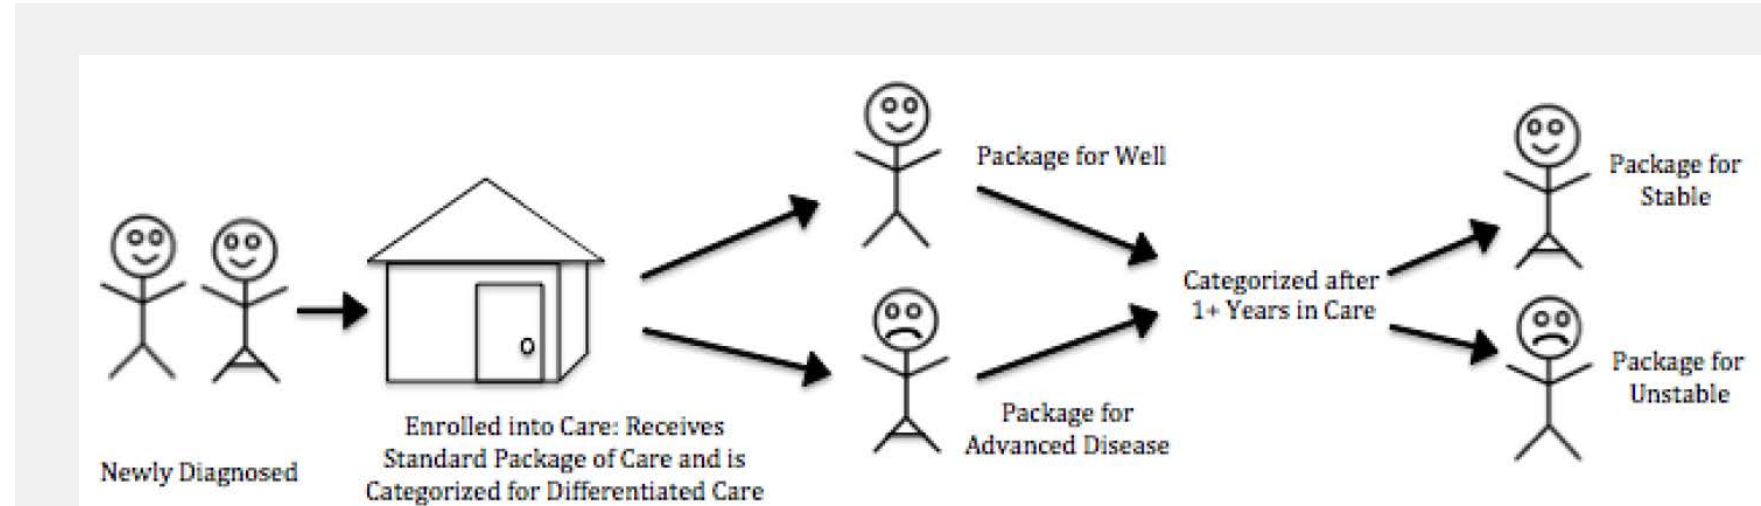 Newly Diagnosed
Enrolled into Care: Receives
Standard Package of Care and is
Categorized for Differentiated Care
Package for Well
Package for
Advanced Disease
Categorized after
1+ Years in Care
Package for
Stable
Package for
Unstable